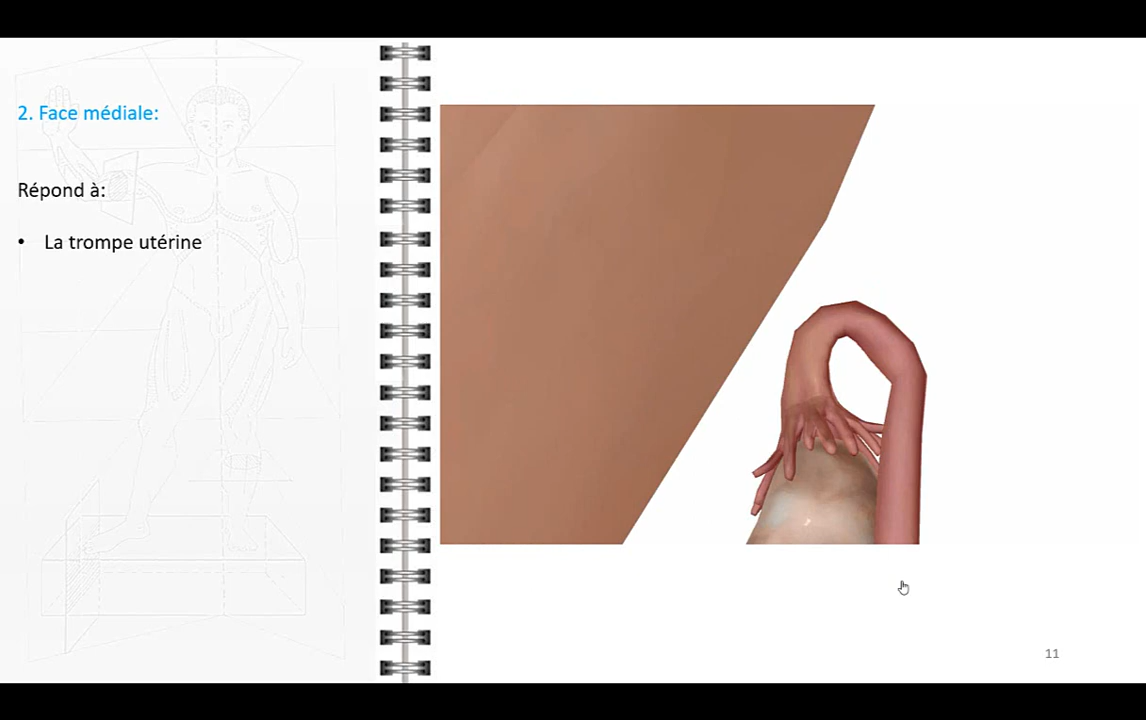 2. Face médiale:
Répond à:
• La trompe utérine
11